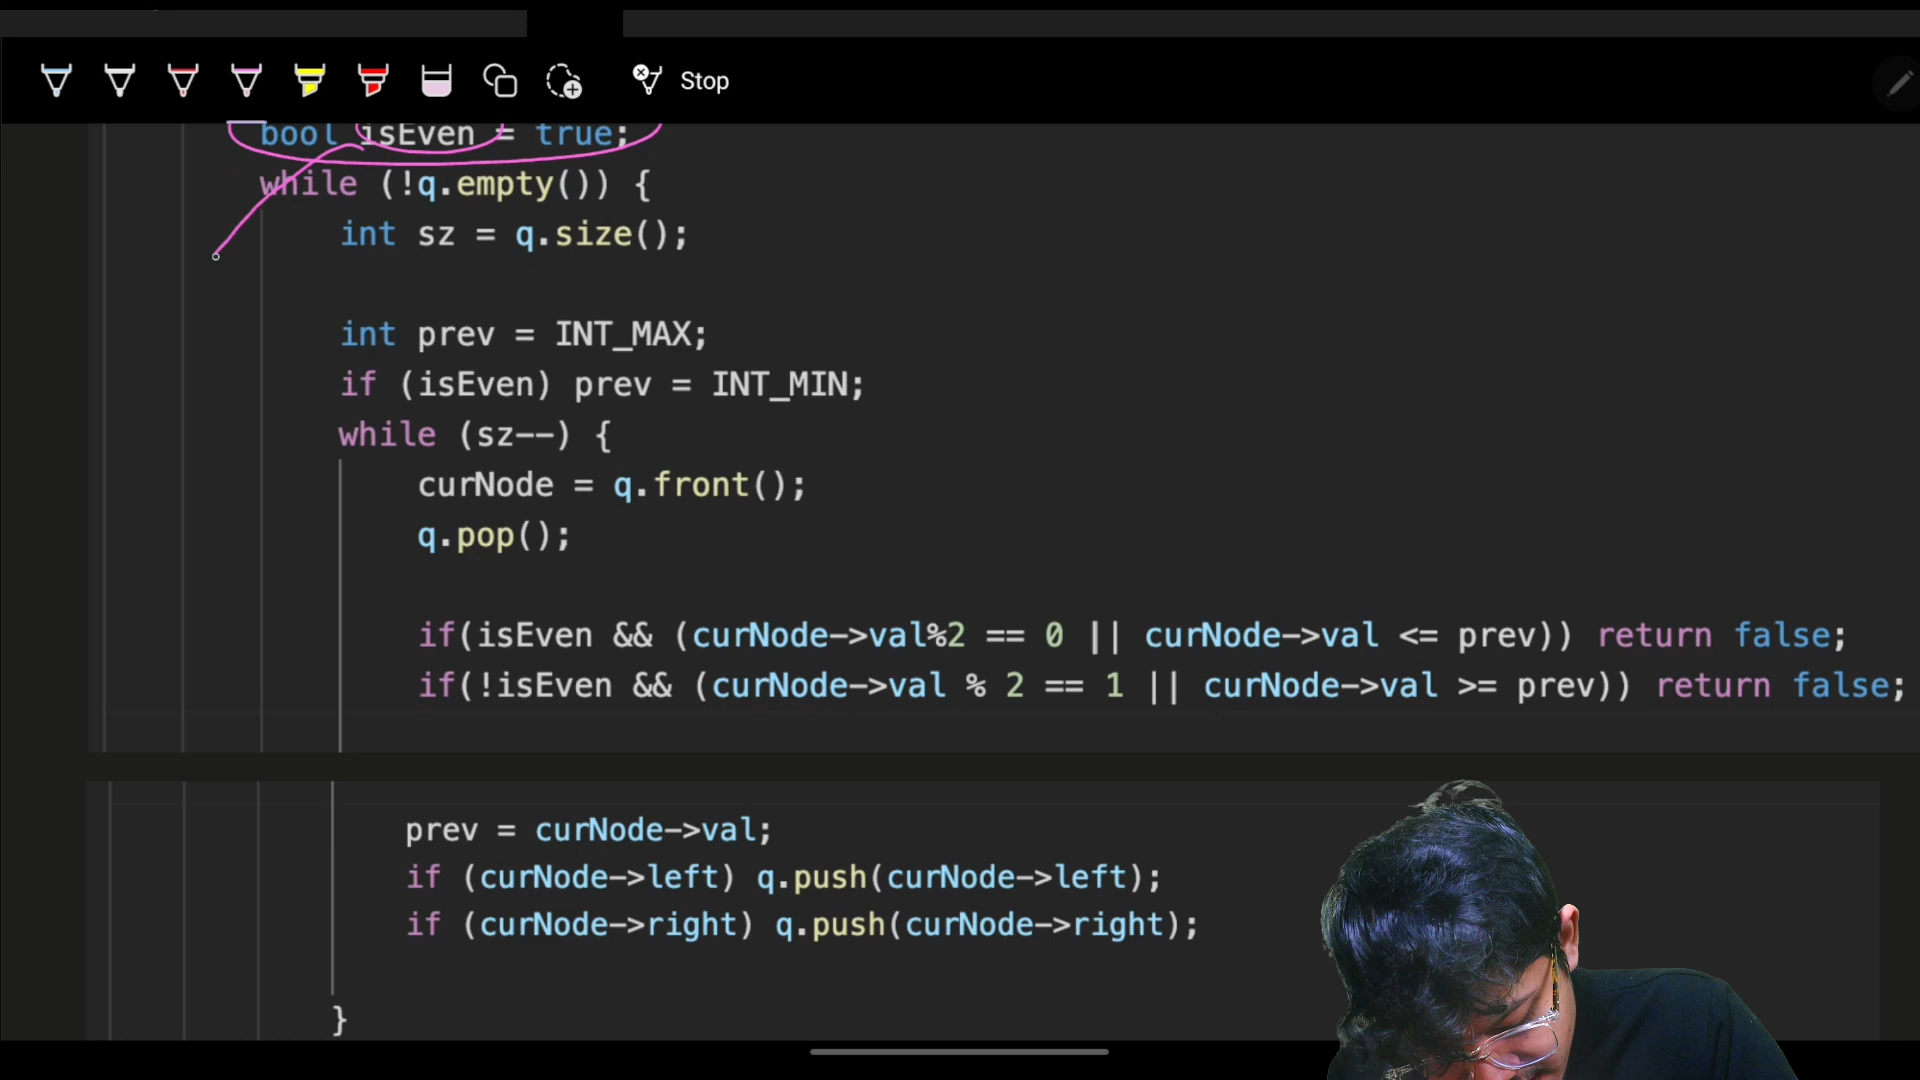 Stop
bool isEven = true;
while (!q.empty()) {
int sz = q.size();
int prev = INT_MAX;
if (isEven) prev = INT_MIN;
while (sz--) {
curNode = q.front();
q.pop();
if(isEven && (curNode->val%2 == 0 || curNode->val <= prev)) return false;
if(!isEven && (curNode->val % 2 == 1 || curNode->val >= prev)) return false;
prev = curNode->val;
if (curNode->left) q.push(curNode->left);
if (curNode->right) q.push(curNode->right);
}